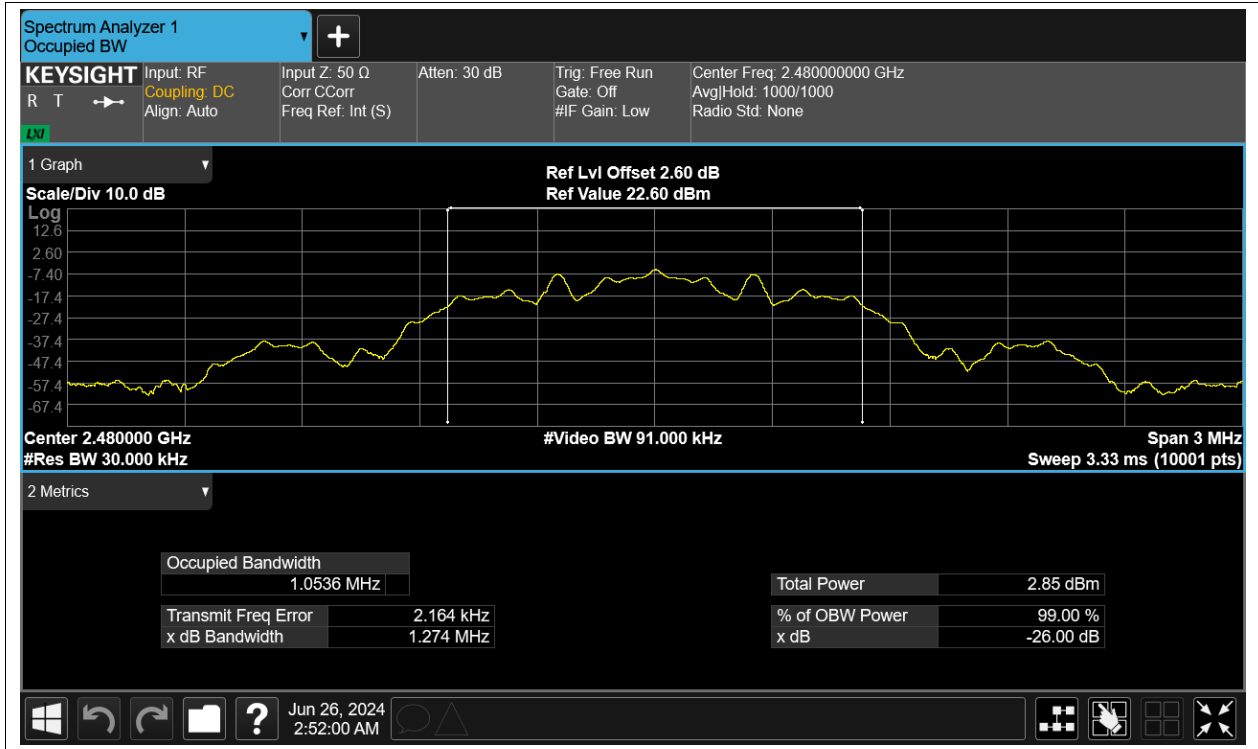 Spectrum Analyzer 1
Occupied BW
+
KEYSIGHT
R T
LXI
Input: RF
Coupling: DC
Align: Auto
Input Z: 50 Ω
Corr CCorr
Freq Ref: Int (S)
Atten: 30 dB
Trig: Free Run
Gate: Off
#IF Gain: Low
Center Freq: 2.480000000 GHz
Avg|Hold: 1000/1000
Radio Std: None
1 Graph
Scale/Div 10.0 dB
Ref Lvl Offset 2.60 dB
Ref Value 22.60 dBm
Log
12.6
2.60
-7.40
-17.4
-27.4
-37.4
-47.4
-57.4
-67.4
Center 2.480000 GHz
#Res BW 30.000 kHz
#Video BW 91.000 kHz
Span 3 MHz
Sweep 3.33 ms (10001 pts)
2 Metrics
Occupied Bandwidth
1.0536 MHz
Transmit Freq Error 2.164 kHz
x dB Bandwidth 1.274 MHz
Total Power 2.85 dBm
% of OBW Power 99.00 %
x dB -26.00 dB
?
Jun 26, 2024
2:52:00 AM